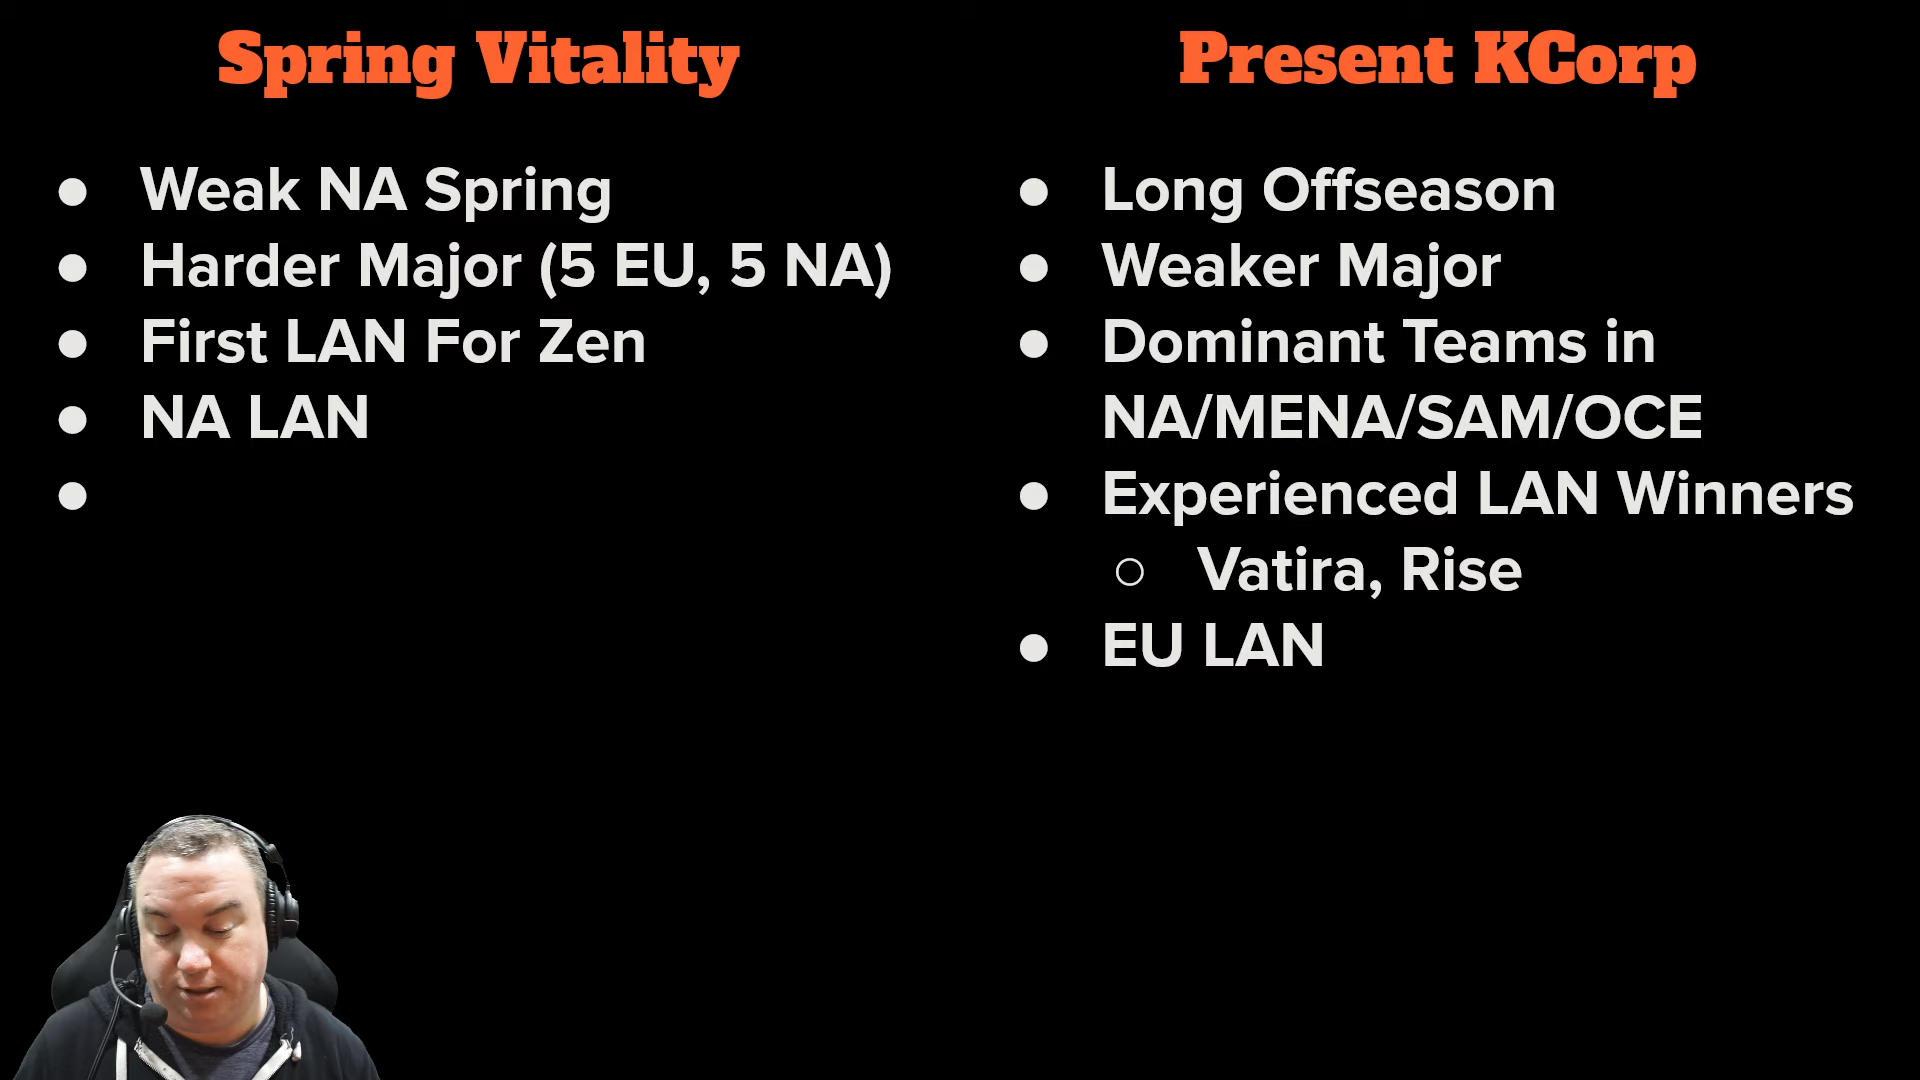 Spring Vitality
Weak NA Spring
Harder Major (5 EU, 5 NA)
First LAN For Zen
NA LAN
Present KCorp
Long Offseason
Weaker Major
Dominant Teams in
NA/MENA/SAM/OCE
Experienced LAN Winners
Vatira, Rise
EU LAN